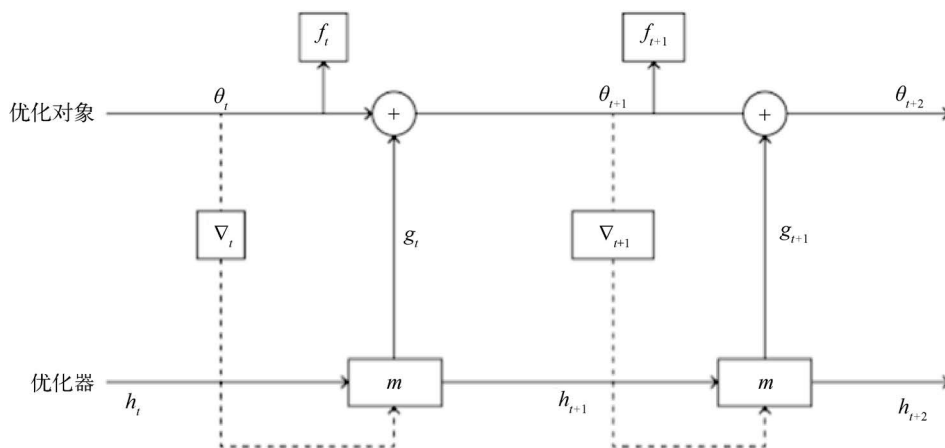 f_t f_{t+1}
优化对象 θ_t + θ_{t+1} + θ_{t+2}
∇_t g_t ∇_{t+1} g_{t+1}
优化器 m m
h_t h_{t+1} h_{t+2}